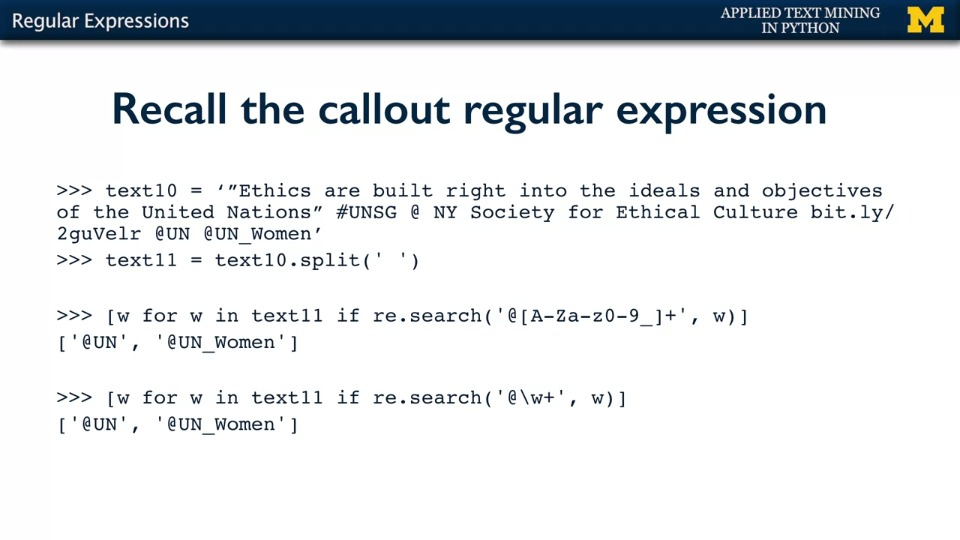 Regular Expressions
APPLIED TEXT MINING
IN PYTHON
M
Recall the callout regular expression
>>> text10 = ‘”Ethics are built right into the ideals and objectives
of the United Nations” #UNSG @ NY Society for Ethical Culture bit.ly/
2guVelr @UN @UN_Women’
>>> text11 = text10.split(' ')
>>> [w for w in text11 if re.search('@[A-Za-z0-9_]+', w)]
['@UN', '@UN_Women']
>>> [w for w in text11 if re.search('@\w+', w)]
['@UN', '@UN_Women']